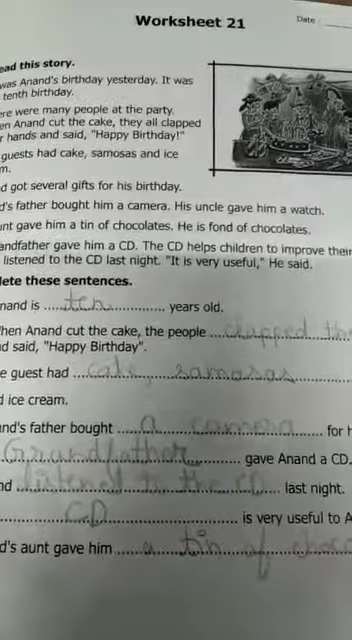 Worksheet 21
Date :
ead this story.
was Anand's birthday yesterday. It was
tenth birthday.
ere were many people at the party.
en Anand cut the cake, they all clapped
r hands and said, "Happy Birthday!"
guests had cake, samosas and ice
m.
d got several gifts for his birthday.
d's father bought him a camera. His uncle gave him a watch.
unt gave him a tin of chocolates. He is fond of chocolates.
andfather gave him a CD. The CD helps children to improve their
listened to the CD last night. "It is very useful," He said.
lete these sentences.
nand is ten years old.
hen Anand cut the cake, the people clapped the
nd said, "Happy Birthday".
e guest had cake, samosas
d ice cream.
and's father bought a camera for h
Grandfather gave Anand a CD.
nd listened to the CD last night.
CD is very useful to A
d's aunt gave him a tin of choc